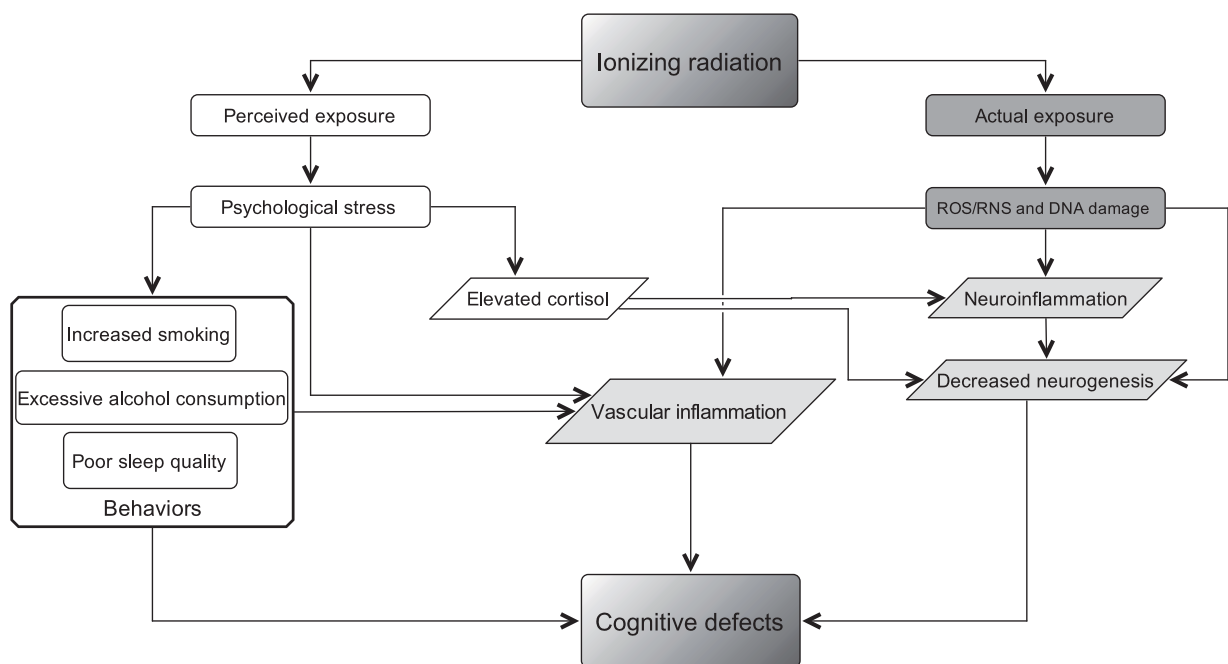 Ionizing radiation
Perceived exposure
Actual exposure
Psychological stress
ROS/RNS and DNA damage
Elevated cortisol
Neuroinflammation
Increased smoking
Excessive alcohol consumption
Poor sleep quality
Behaviors
Vascular inflammation
Decreased neurogenesis
Cognitive defects